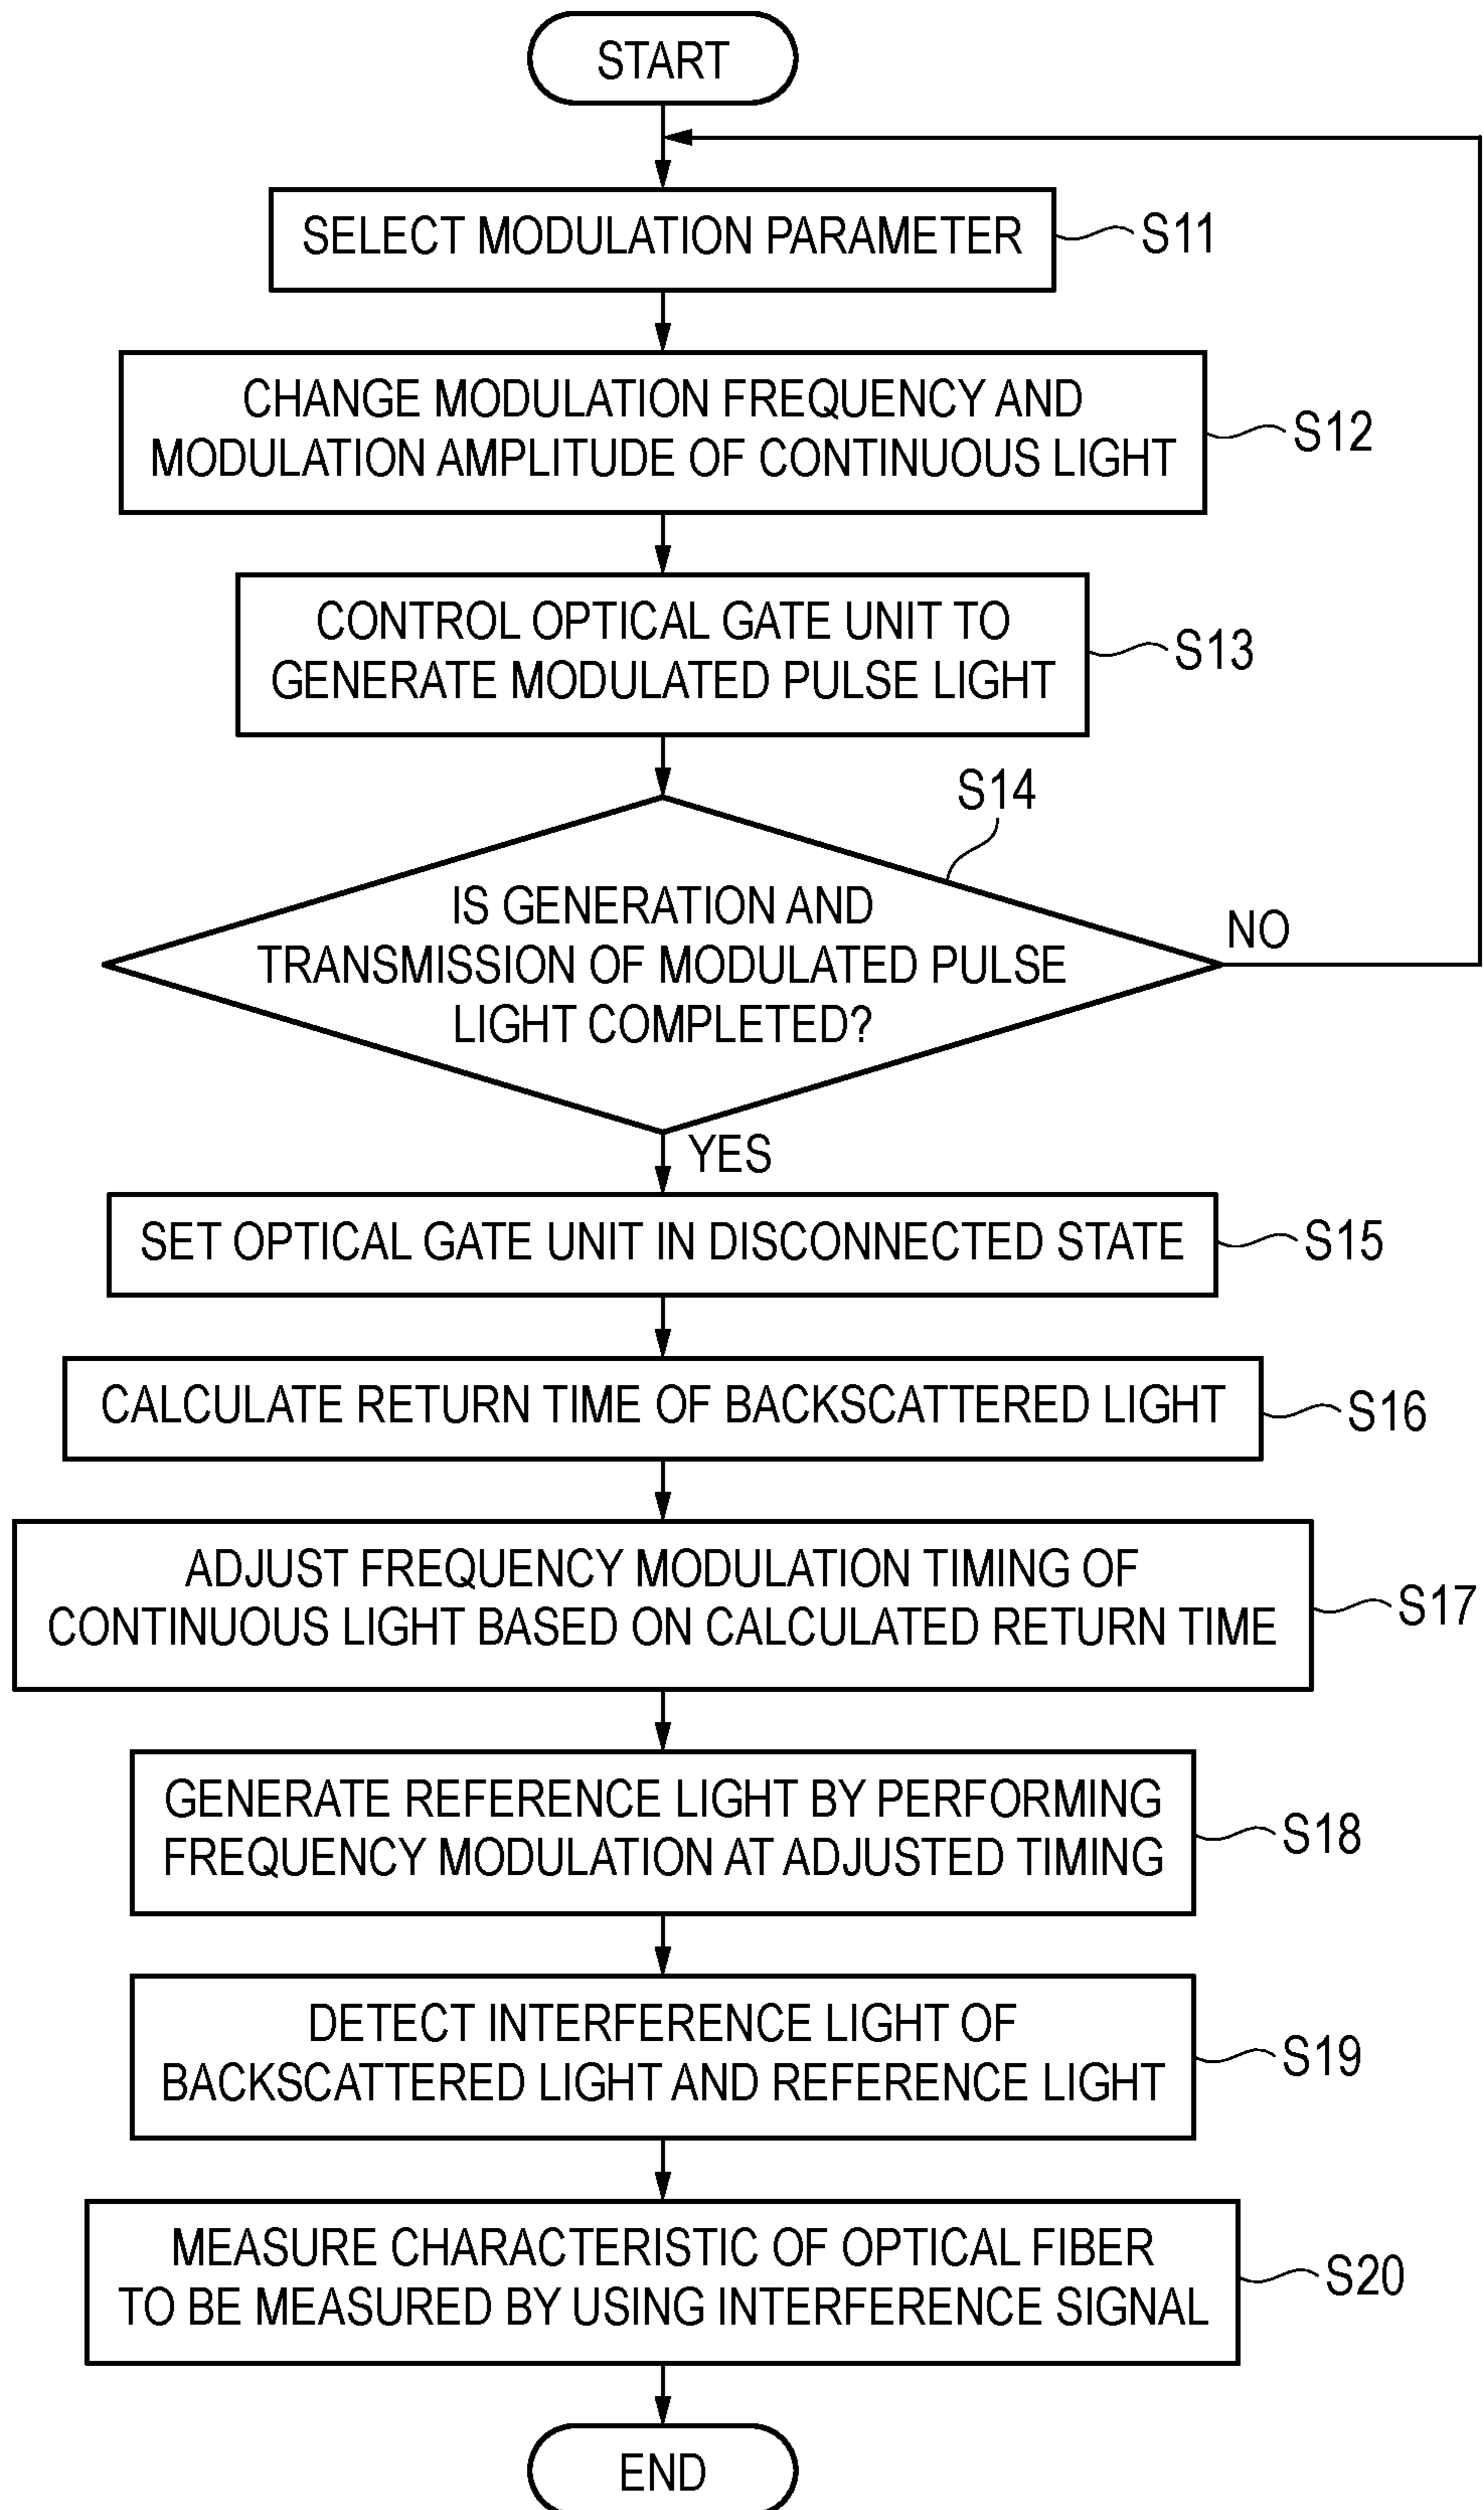 START
SELECT MODULATION PARAMETER
S11
CHANGE MODULATION FREQUENCY AND
MODULATION AMPLITUDE OF CONTINUOUS LIGHT
S12
CONTROL OPTICAL GATE UNIT TO
GENERATE MODULATED PULSE LIGHT
S13
S14
IS GENERATION AND
TRANSMISSION OF MODULATED PULSE
LIGHT COMPLETED?
NO
YES
SET OPTICAL GATE UNIT IN DISCONNECTED STATE
S15
CALCULATE RETURN TIME OF BACKSCATTERED LIGHT
S16
ADJUST FREQUENCY MODULATION TIMING OF
CONTINUOUS LIGHT BASED ON CALCULATED RETURN TIME
S17
GENERATE REFERENCE LIGHT BY PERFORMING
FREQUENCY MODULATION AT ADJUSTED TIMING
S18
DETECT INTERFERENCE LIGHT OF
BACKSCATTERED LIGHT AND REFERENCE LIGHT
S19
MEASURE CHARACTERISTIC OF OPTICAL FIBER
TO BE MEASURED BY USING INTERFERENCE SIGNAL
S20
END